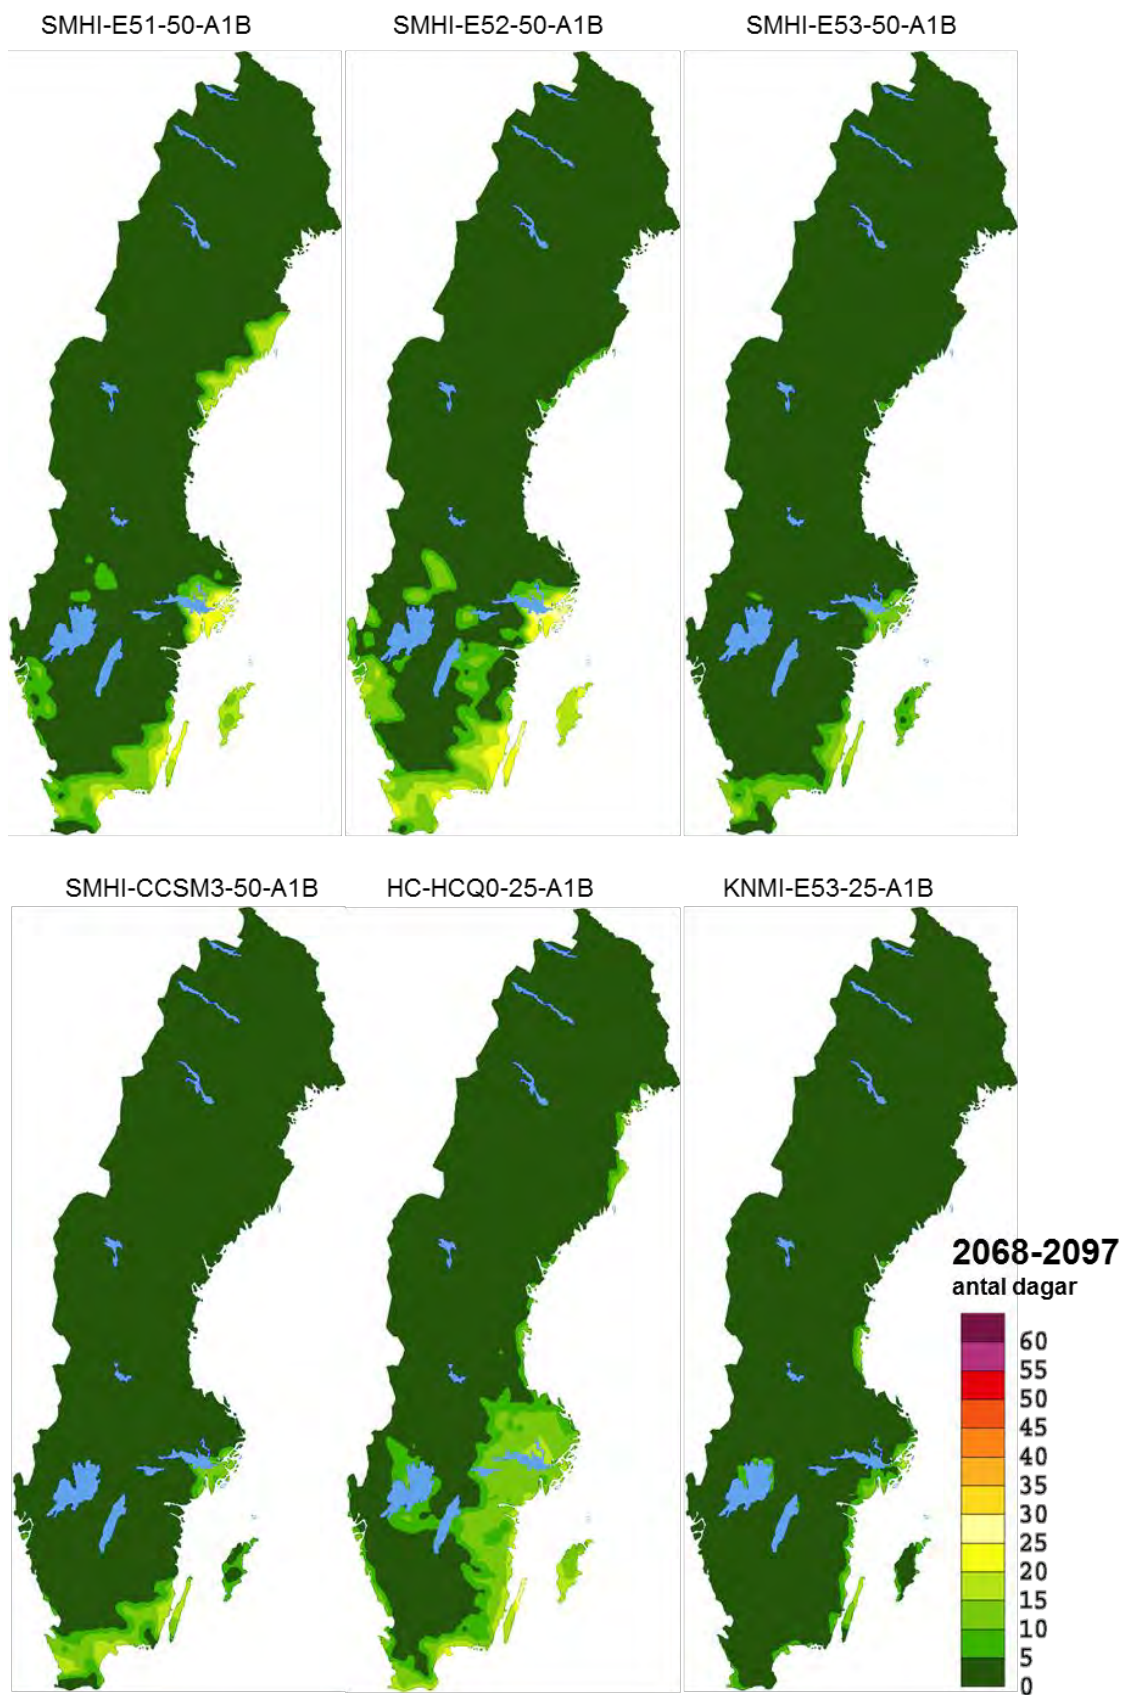 SMHI-E51-50-A1B
SMHI-E52-50-A1B
SMHI-E53-50-A1B
SMHI-CCSM3-50-A1B
HC-HCQ0-25-A1B
KNMI-E53-25-A1B
2068-2097
antal dagar
60
55
50
45
40
35
30
25
20
15
10
5
0